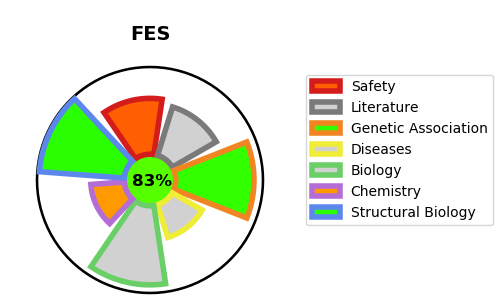 FES
83%
Safety
Literature
Genetic Association
Diseases
Biology
Chemistry
Structural Biology